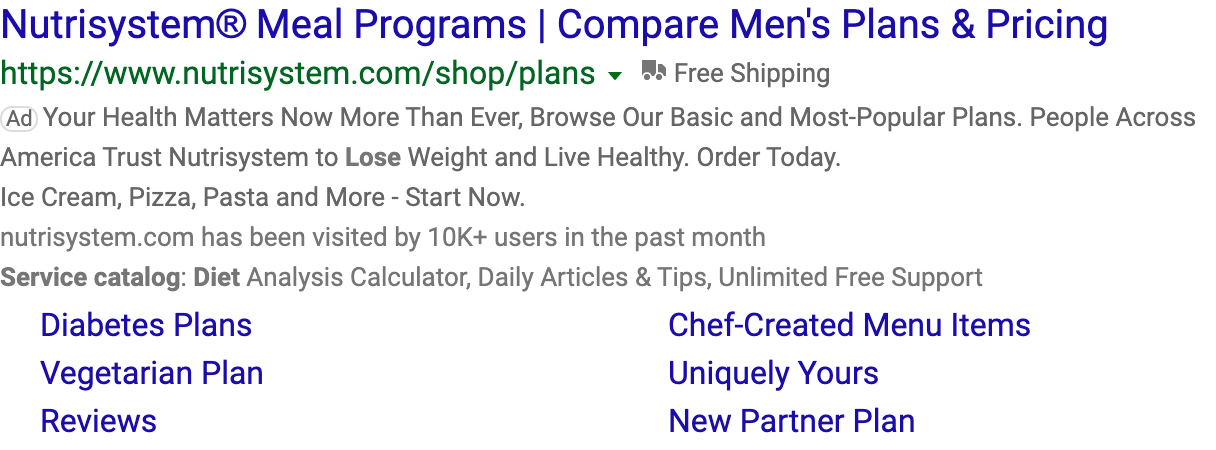 Nutrisystem® Meal Programs | Compare Men's Plans & Pricing
https://www.nutrisystem.com/shop/plans Free Shipping
Ad Your Health Matters Now More Than Ever, Browse Our Basic and Most-Popular Plans. People Across
America Trust Nutrisystem to Lose Weight and Live Healthy. Order Today.
Ice Cream, Pizza, Pasta and More - Start Now.
nutrisystem.com has been visited by 10K+ users in the past month
Service catalog: Diet Analysis Calculator, Daily Articles & Tips, Unlimited Free Support
Diabetes Plans Chef-Created Menu Items
Vegetarian Plan Uniquely Yours
Reviews New Partner Plan